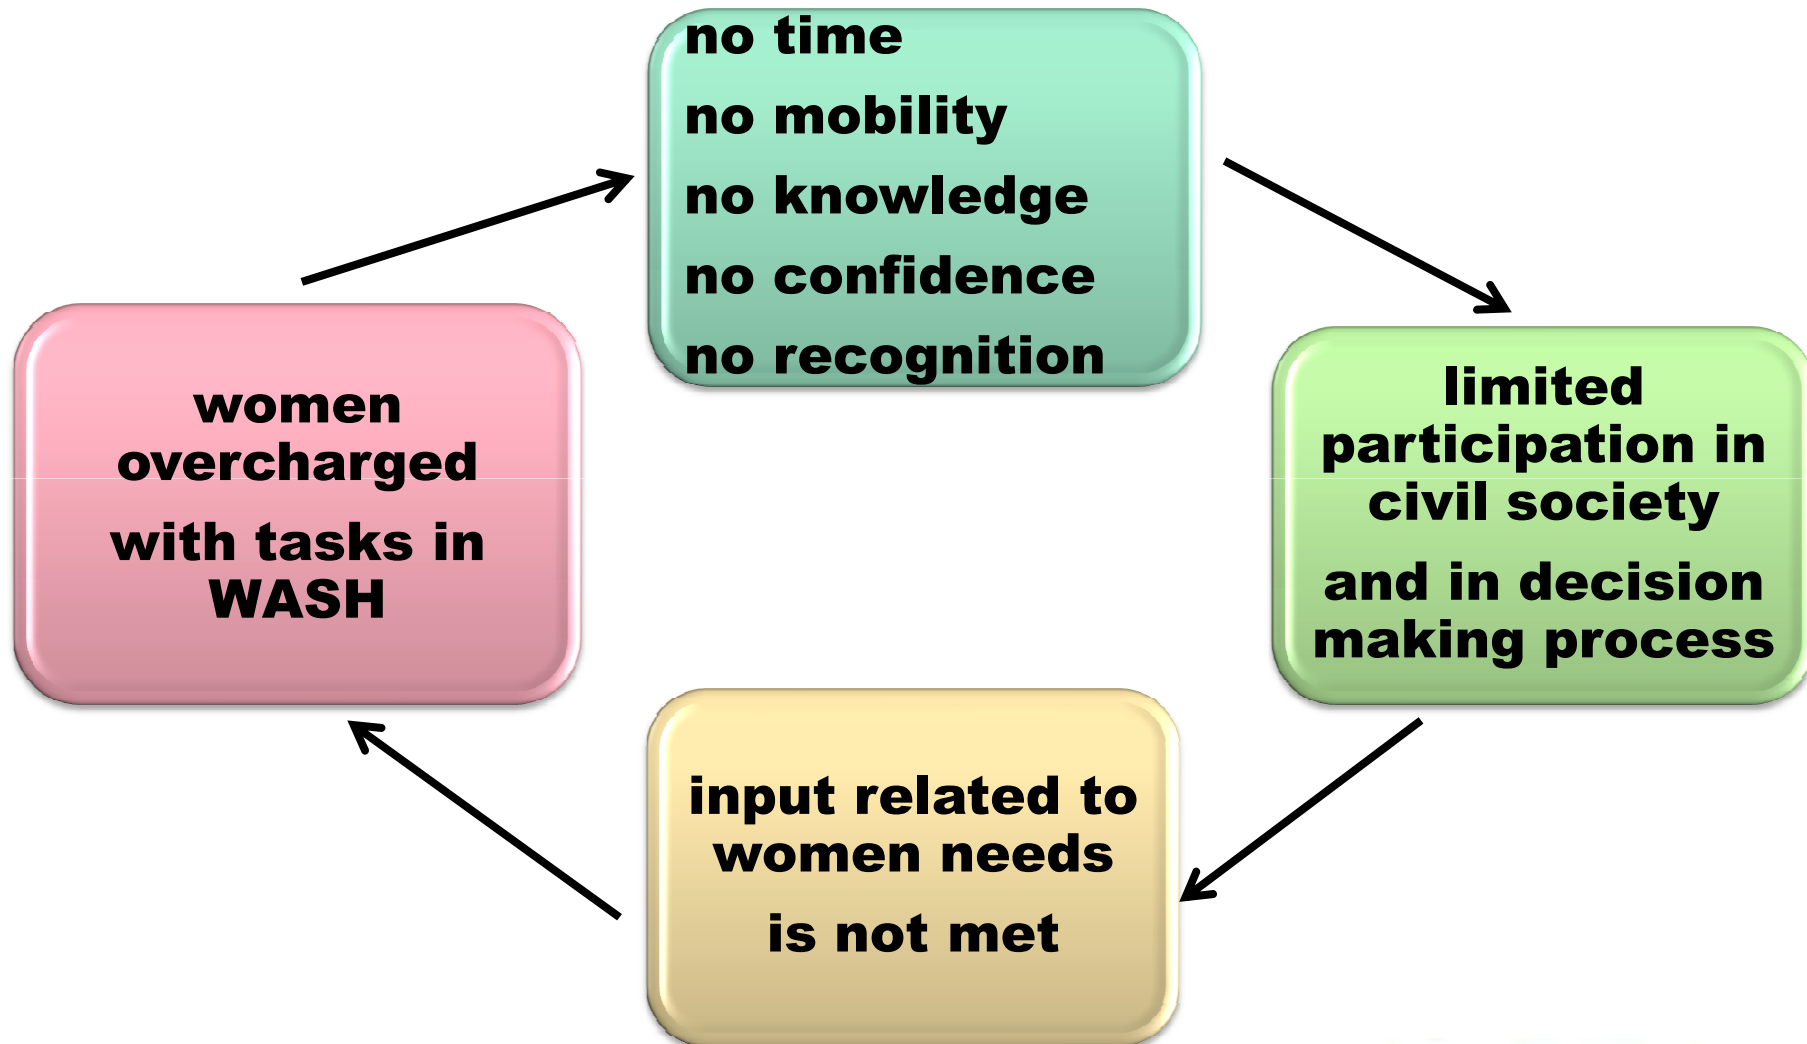 no time
no mobility
no knowledge
no confidence
no recognition
women
overcharged
with tasks in
WASH
limited
participation in
civil society
and in decision
making process
input related to
women needs
is not met